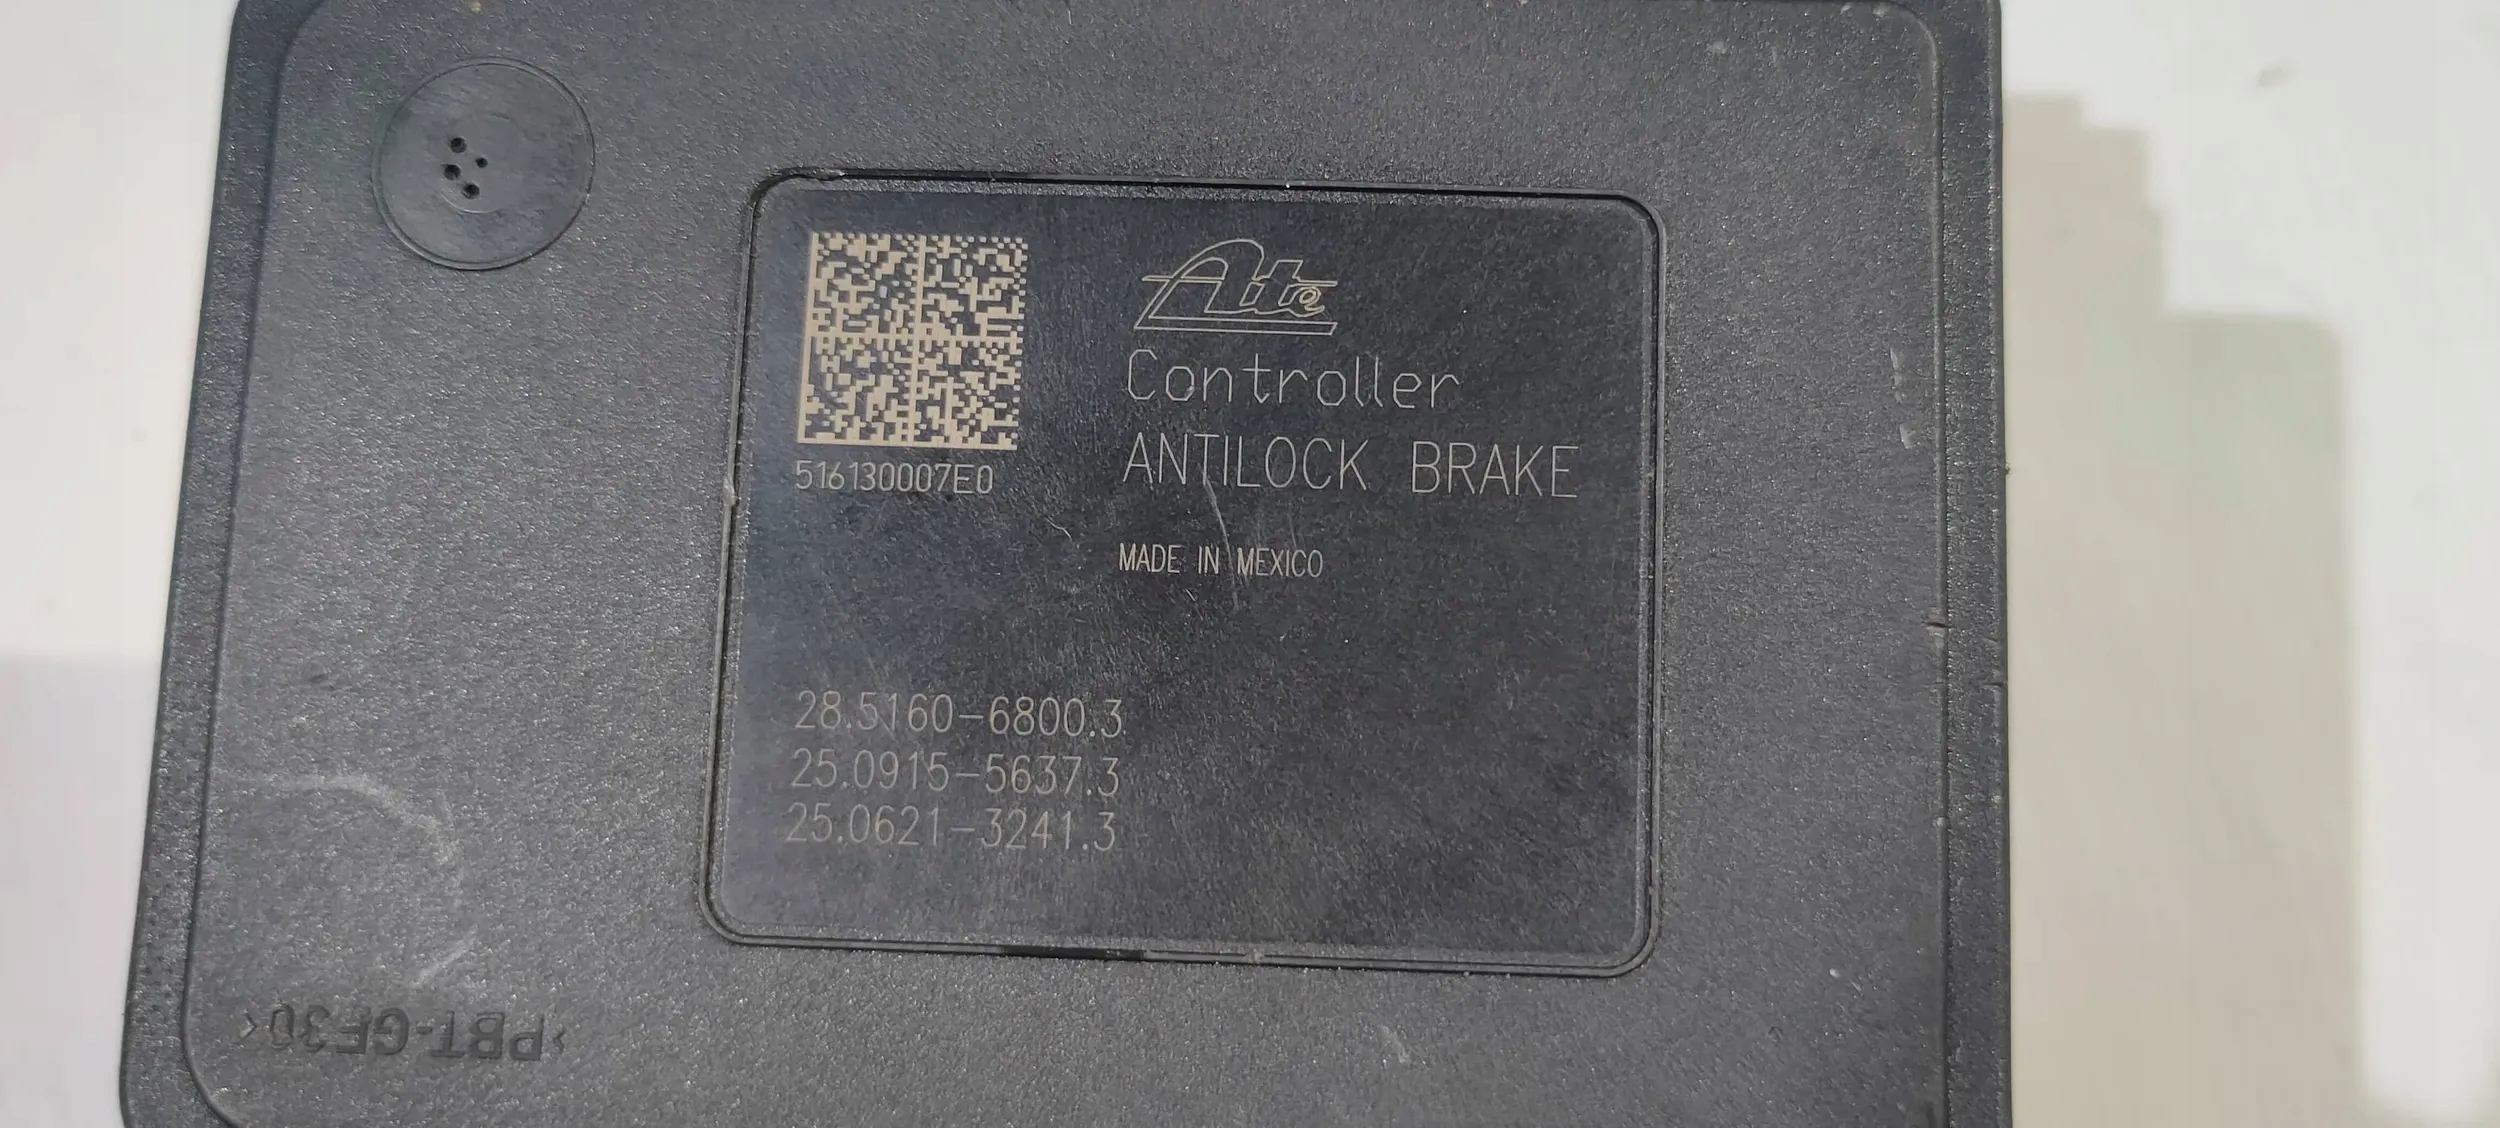 Ate
Controller
ANTILOCK BRAKE
516130007E0
MADE IN MEXICO
28.5160-6800.3
25.0915-5637.3
25.0621-3241.3
>PBT-GF30<